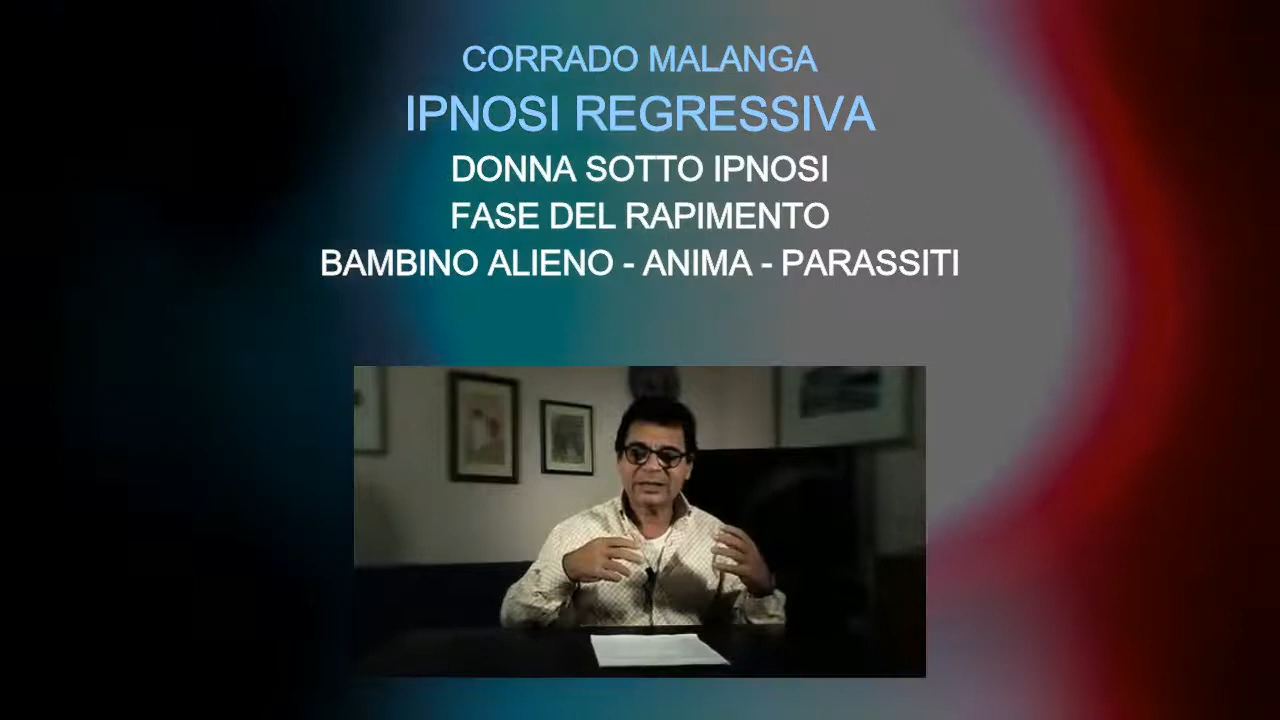 CORRADO MALANGA
IPNOSI REGRESSIVA
DONNA SOTTO IPNOSI
FASE DEL RAPIMENTO
BAMBINO ALIENO - ANIMA - PARASSITI